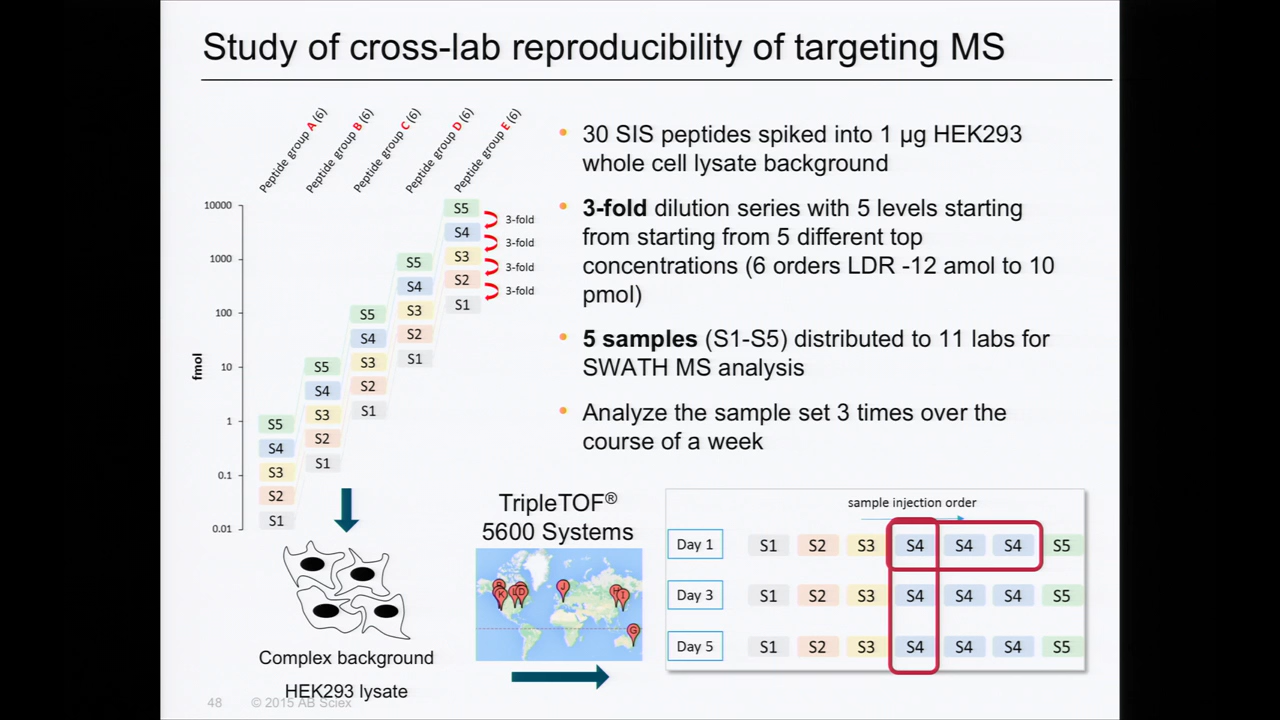 Study of cross-lab reproducibility of targeting MS
Peptide group A (6)
Peptide group B (6)
Peptide group C (6)
Peptide group D (6)
Peptide group E (6)
10000
1000
100
10
1
0.1
0.01
fmol
S5
S4
S3
S2
S1
S5
S4
S3
S2
S1
S5
S4
S3
S2
S1
S5
S4
S3
S2
S1
S5
S4
S3
S2
S1
3-fold
3-fold
3-fold
3-fold
• 30 SIS peptides spiked into 1 µg HEK293
whole cell lysate background
• 3-fold dilution series with 5 levels starting
from starting from 5 different top
concentrations (6 orders LDR -12 amol to 10
pmol)
• 5 samples (S1-S5) distributed to 11 labs for
SWATH MS analysis
• Analyze the sample set 3 times over the
course of a week
Complex background
HEK293 lysate
TripleTOF®
5600 Systems
J
G
sample injection order
Day 1 S1 S2 S3 S4 S4 S4 S5
Day 3 S1 S2 S3 S4 S4 S4 S5
Day 5 S1 S2 S3 S4 S4 S4 S5
48 © 2015 AB Sciex